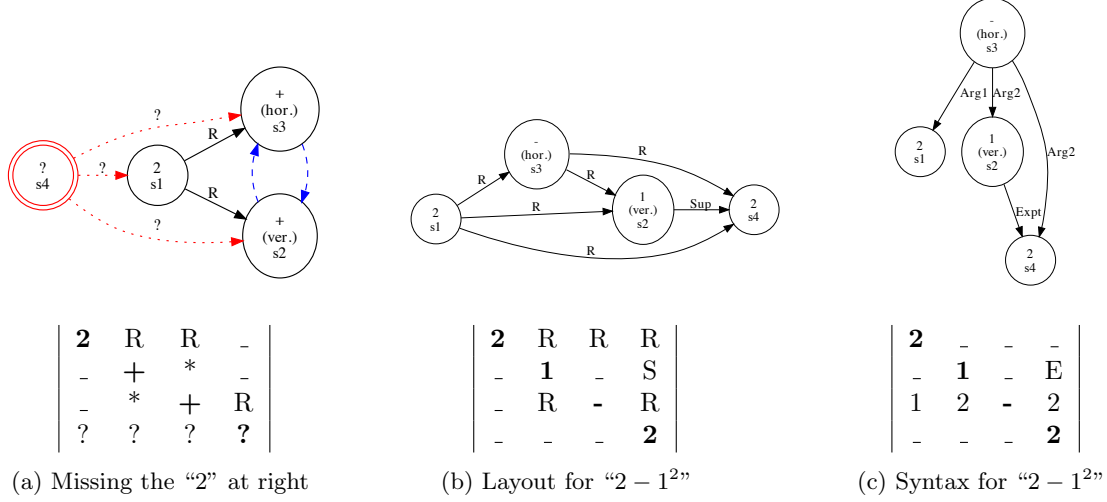 ?
s4
?
?
?
2
s1
R
R
+
(hor.)
s3
+
(ver.)
s2
2 R R _
_ + * _
_ * + R
? ? ? ?
(a) Missing the “2” at right
2
s1
R
R
R
-
(hor.)
s3
R
R
1
(ver.)
s2
Sup
2
s4
2 R R R
_ 1 _ S
_ R - R
_ _ _ 2
(b) Layout for “2 − 1²”
-
(hor.)
s3
Arg1
Arg2
Arg2
2
s1
1
(ver.)
s2
Expt
2
s4
2 _ _ _
_ 1 _ E
1 2 - 2
_ _ _ 2
(c) Syntax for “2 − 1²”